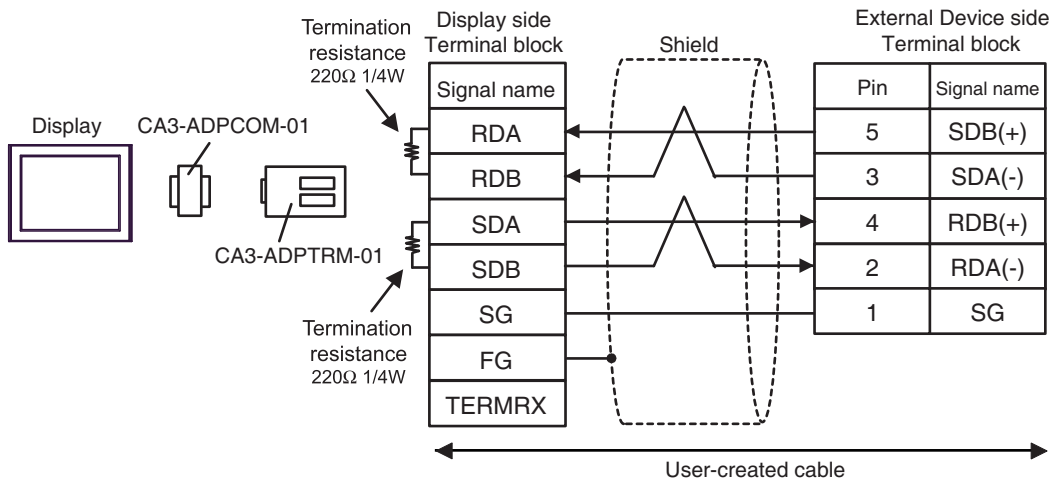 Termination
resistance
220Ω 1/4W
Display side
Terminal block
Shield
External Device side
Terminal block
Display
CA3-ADPCOM-01
CA3-ADPTRM-01
Signal name
RDA
RDB
SDA
SDB
SG
FG
TERMRX
Pin Signal name
5 SDB(+)
3 SDA(-)
4 RDB(+)
2 RDA(-)
1 SG
Termination
resistance
220Ω 1/4W
User-created cable